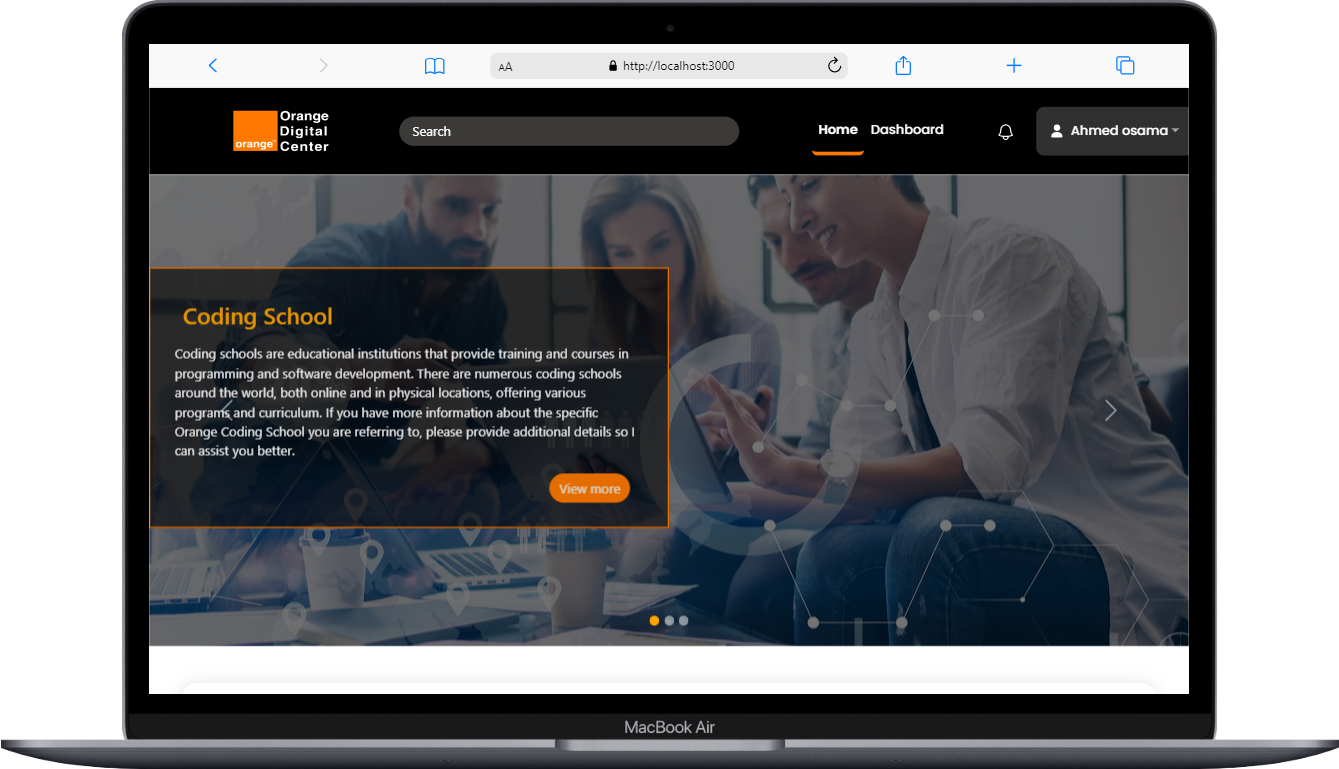 AA
http://localhost:3000
orange
Orange
Digital
Center
Search
Home
Dashboard
Ahmed osama
Coding School
Coding schools are educational institutions that provide training and courses in
programming and software development. There are numerous coding schools
around the world, both online and in physical locations, offering various
programs and curriculum. If you have more information about the specific
Orange Coding School you are referring to, please provide additional details so I
can assist you better.
View more
MacBook Air